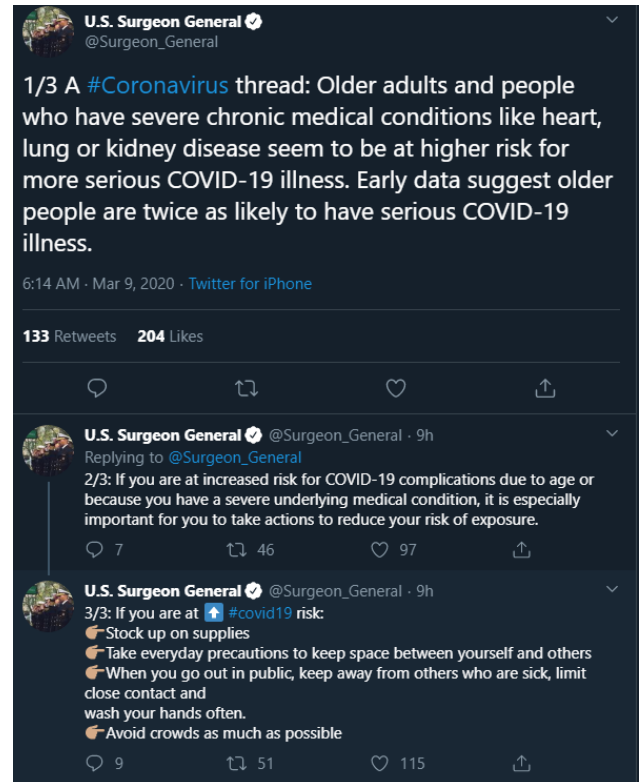 U.S. Surgeon General
@Surgeon_General
1/3 A #Coronavirus thread: Older adults and people
who have severe chronic medical conditions like heart,
lung or kidney disease seem to be at higher risk for
more serious COVID-19 illness. Early data suggest older
people are twice as likely to have serious COVID-19
illness.
6:14 AM · Mar 9, 2020 · Twitter for iPhone
133 Retweets 204 Likes
U.S. Surgeon General @Surgeon_General · 9h
Replying to @Surgeon_General
2/3: If you are at increased risk for COVID-19 complications due to age or
because you have a severe underlying medical condition, it is especially
important for you to take actions to reduce your risk of exposure.
7 46 97
U.S. Surgeon General @Surgeon_General · 9h
3/3: If you are at ⬆️ #covid19 risk:
👉🏽Stock up on supplies
👉🏽Take everyday precautions to keep space between yourself and others
👉🏽When you go out in public, keep away from others who are sick, limit
close contact and
wash your hands often.
👉🏽Avoid crowds as much as possible
9 51 115